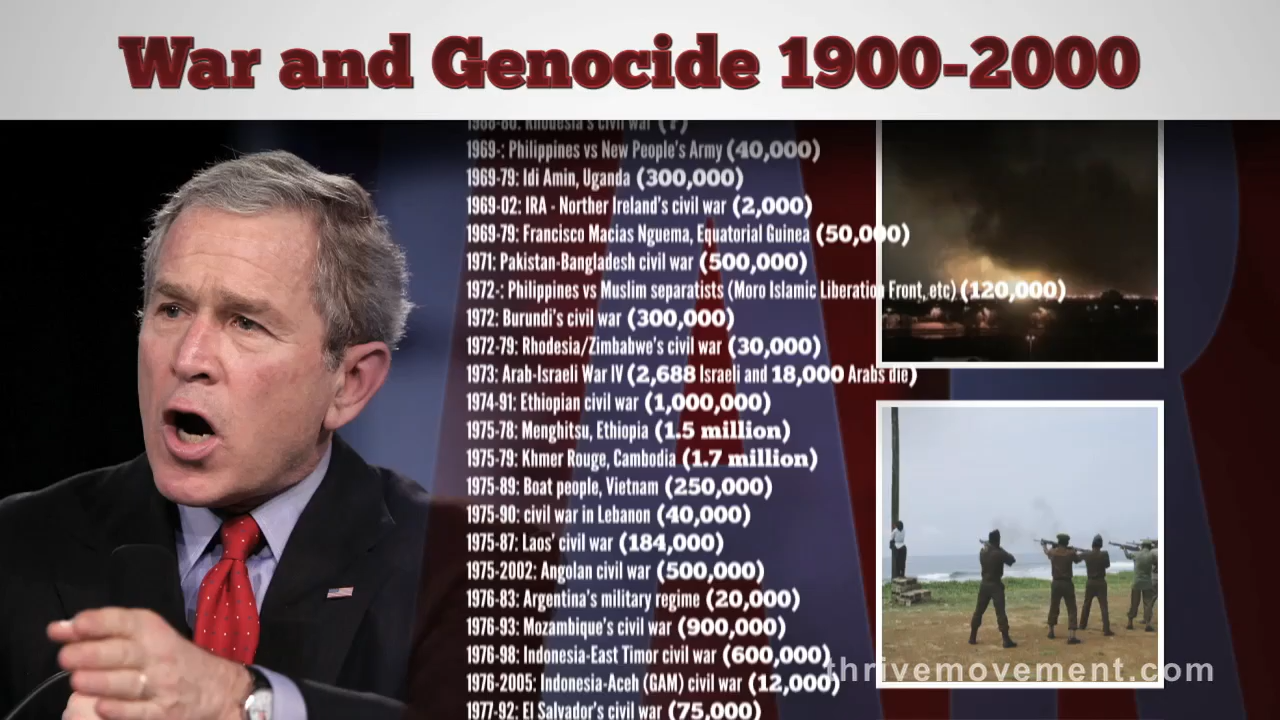 War and Genocide 1900-2000
1969-: Philippines vs New People's Army (40,000)
1969-79: Idi Amin, Uganda (300,000)
1969-02: IRA - Norther Ireland's civil war (2,000)
1969-79: Francisco Macias Nguema, Equatorial Guinea (50,000)
1971: Pakistan-Bangladesh civil war (500,000)
1972-: Philippines vs Muslim separatists (Moro Islamic Liberation Front, etc) (120,000)
1972: Burundi's civil war (300,000)
1972-79: Rhodesia/Zimbabwe's civil war (30,000)
1973: Arab-Israeli War IV (2,688 Israeli and 18,000 Arabs die)
1974-91: Ethiopian civil war (1,000,000)
1975-78: Menghitsu, Ethiopia (1.5 million)
1975-79: Khmer Rouge, Cambodia (1.7 million)
1975-89: Boat people, Vietnam (250,000)
1975-90: civil war in Lebanon (40,000)
1975-87: Laos' civil war (184,000)
1975-2002: Angolan civil war (500,000)
1976-83: Argentina's military regime (20,000)
1976-93: Mozambique's civil war (900,000)
1976-98: Indonesia-East Timor civil war (600,000)
1976-2005: Indonesia-Aceh (GAM) civil war (12,000)
1977-92: El Salvador's civil war (75,000)
thrivemovement.com